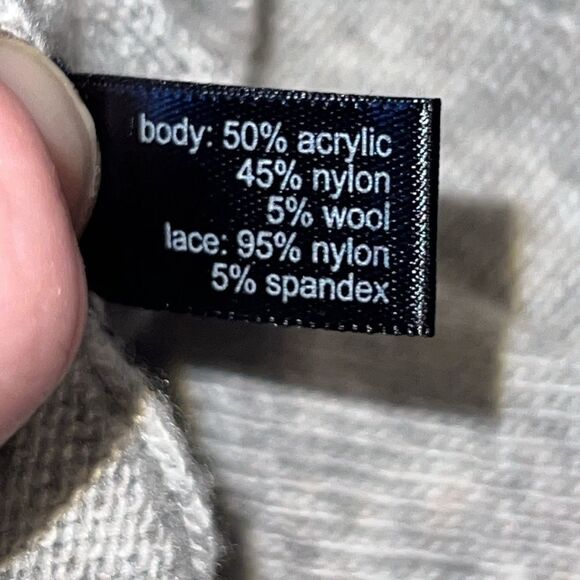 body: 50% acrylic
45% nylon
5% wool
lace: 95% nylon
5% spandex